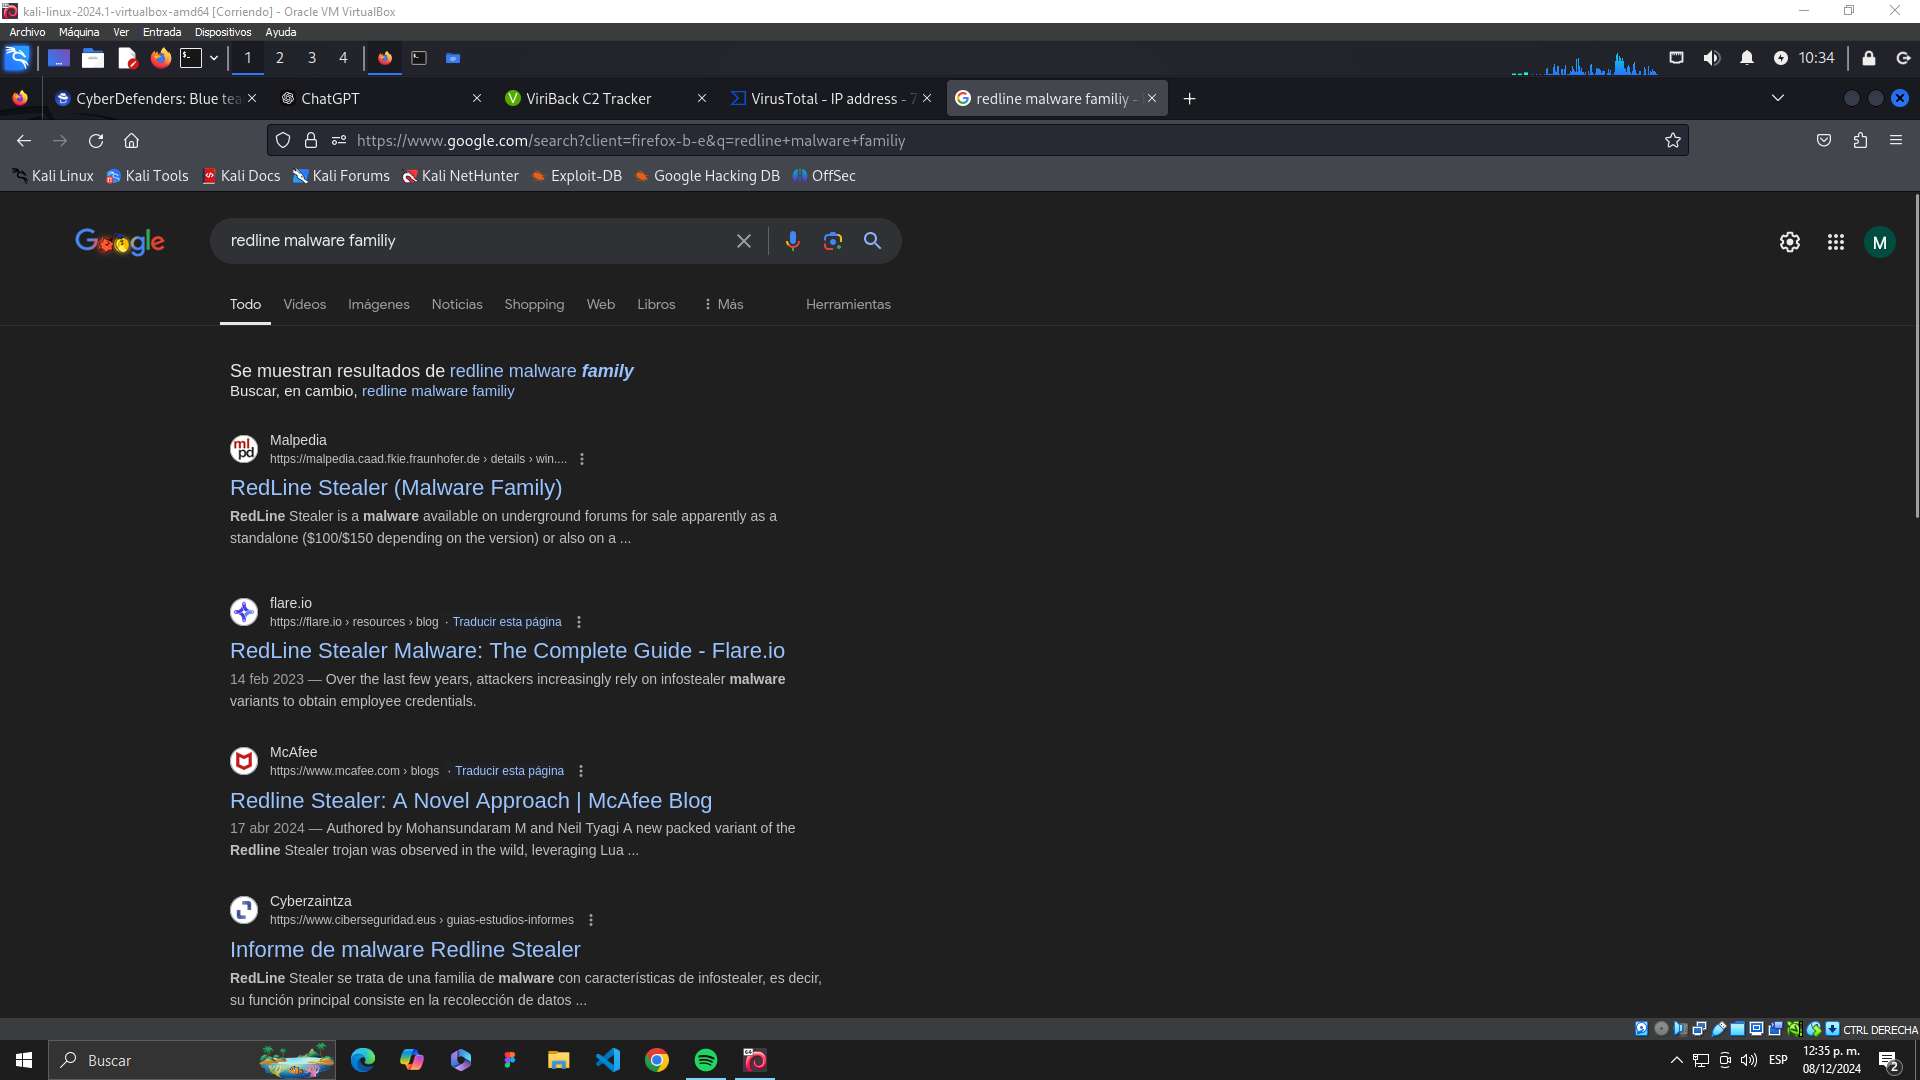 kali-linux-2024.1-virtualbox-amd64 [Corriendo] - Oracle VM VirtualBox
Archivo Máquina Ver Entrada Dispositivos Ayuda
1 2 3 4 10:34
CyberDefenders: Blue tea ChatGPT ViriBack C2 Tracker VirusTotal - IP address - 7 redline malware familiy -
https://www.google.com/search?client=firefox-b-e&q=redline+malware+familiy
Kali Linux Kali Tools Kali Docs Kali Forums Kali NetHunter Exploit-DB Google Hacking DB OffSec
Google redline malware familiy M
Todo Videos Imágenes Noticias Shopping Web Libros Más Herramientas
Se muestran resultados de redline malware family
Buscar, en cambio, redline malware familiy
Malpedia
https://malpedia.caad.fkie.fraunhofer.de › details › win....
RedLine Stealer (Malware Family)
RedLine Stealer is a malware available on underground forums for sale apparently as a
standalone ($100/$150 depending on the version) or also on a ...
flare.io
https://flare.io › resources › blog · Traducir esta página
RedLine Stealer Malware: The Complete Guide - Flare.io
14 feb 2023 — Over the last few years, attackers increasingly rely on infostealer malware
variants to obtain employee credentials.
McAfee
https://www.mcafee.com › blogs · Traducir esta página
Redline Stealer: A Novel Approach | McAfee Blog
17 abr 2024 — Authored by Mohansundaram M and Neil Tyagi A new packed variant of the
Redline Stealer trojan was observed in the wild, leveraging Lua ...
Cyberzaintza
https://www.ciberseguridad.eus › guias-estudios-informes
Informe de malware Redline Stealer
RedLine Stealer se trata de una familia de malware con características de infostealer, es decir,
su función principal consiste en la recolección de datos ...
CTRL DERECHA
Buscar ESP 12:35 p. m.
08/12/2024 2